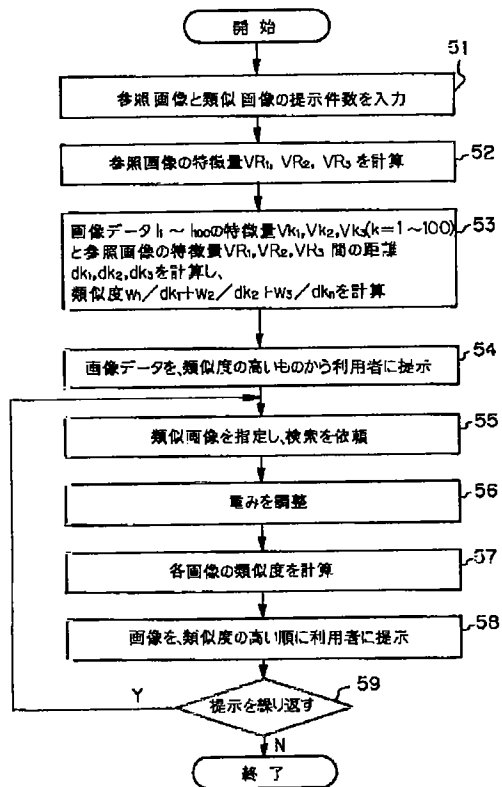 開始
51
参照画像と類似画像の提示件数を入力
52
参照画像の特徴量VR₁, VR₂, VR₃を計算
53
画像データI₁～I₁₀₀の特徴量Vk₁,Vk₂,Vk₃(k=1～100)
と参照画像の特徴量VR₁,VR₂,VR₃間の距離
dk₁,dk₂,dk₃を計算し、
類似度w₁/dk₁+w₂/dk₂+w₃/dknを計算
54
画像データを、類似度の高いものから利用者に提示
55
類似画像を指定し、検索を依頼
56
重みを調整
57
各画像の類似度を計算
58
画像を、類似度の高い順に利用者に提示
59
Y
提示を繰り返す
N
終了